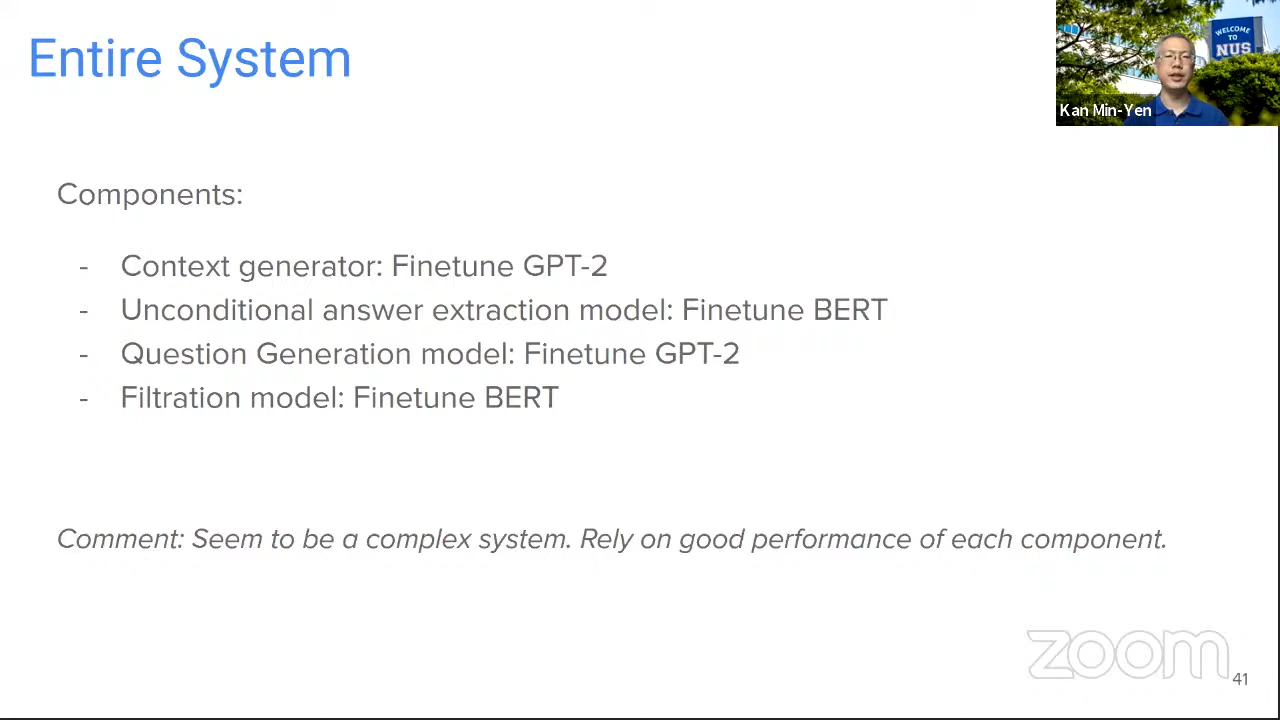 Entire System
WELCOME
TO
NUS
Kan Min-Yen
Components:
- Context generator: Finetune GPT-2
- Unconditional answer extraction model: Finetune BERT
- Question Generation model: Finetune GPT-2
- Filtration model: Finetune BERT
Comment: Seem to be a complex system. Rely on good performance of each component.
zoom
41